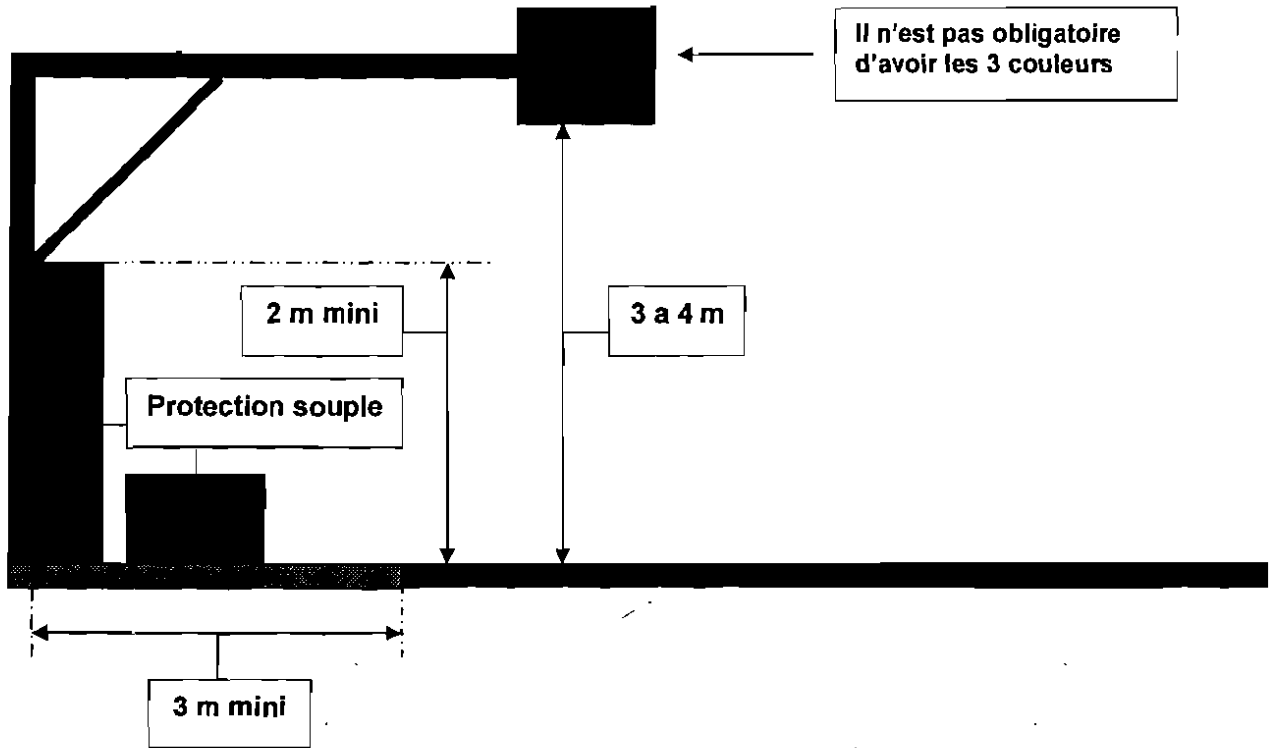 Il n'est pas obligatoire
d'avoir les 3 couleurs
2 m mini
3 a 4 m
Protection souple
3 m mini